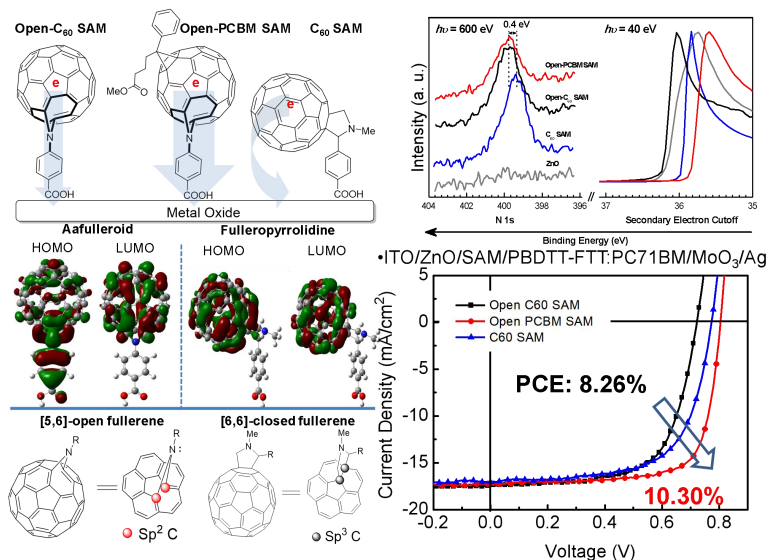 Open-C60 SAM
Open-PCBM SAM
C60 SAM
e
e
e
MeO
O
N
N
N—Me
COOH
COOH
COOH
Metal Oxide
Aafulleroid
Fulleropyrrolidine
HOMO
LUMO
HOMO
LUMO
[5,6]-open fullerene
[6,6]-closed fullerene
R
N
R
N:
Me
N
R
Me
N
R
Sp2 C
Sp3 C
hυ = 600 eV
0.4 eV
hυ = 40 eV
Open-PCBM SAM
Open-C60 SAM
C60 SAM
ZnO
Intensity (a. u.)
404 402 400 398 396
36 35
N 1s
Secondary Electron Cutoff
Binding Energy (eV)
•ITO/ZnO/SAM/PBDTT-FTT:PC71BM/MoO3/Ag
5
0
-5
-10
-15
-20
Current Density (mA/cm2)
Open C60 SAM
Open PCBM SAM
C60 SAM
PCE: 8.26%
10.30%
-0.2 0.0 0.2 0.4 0.6 0.8
Voltage (V)